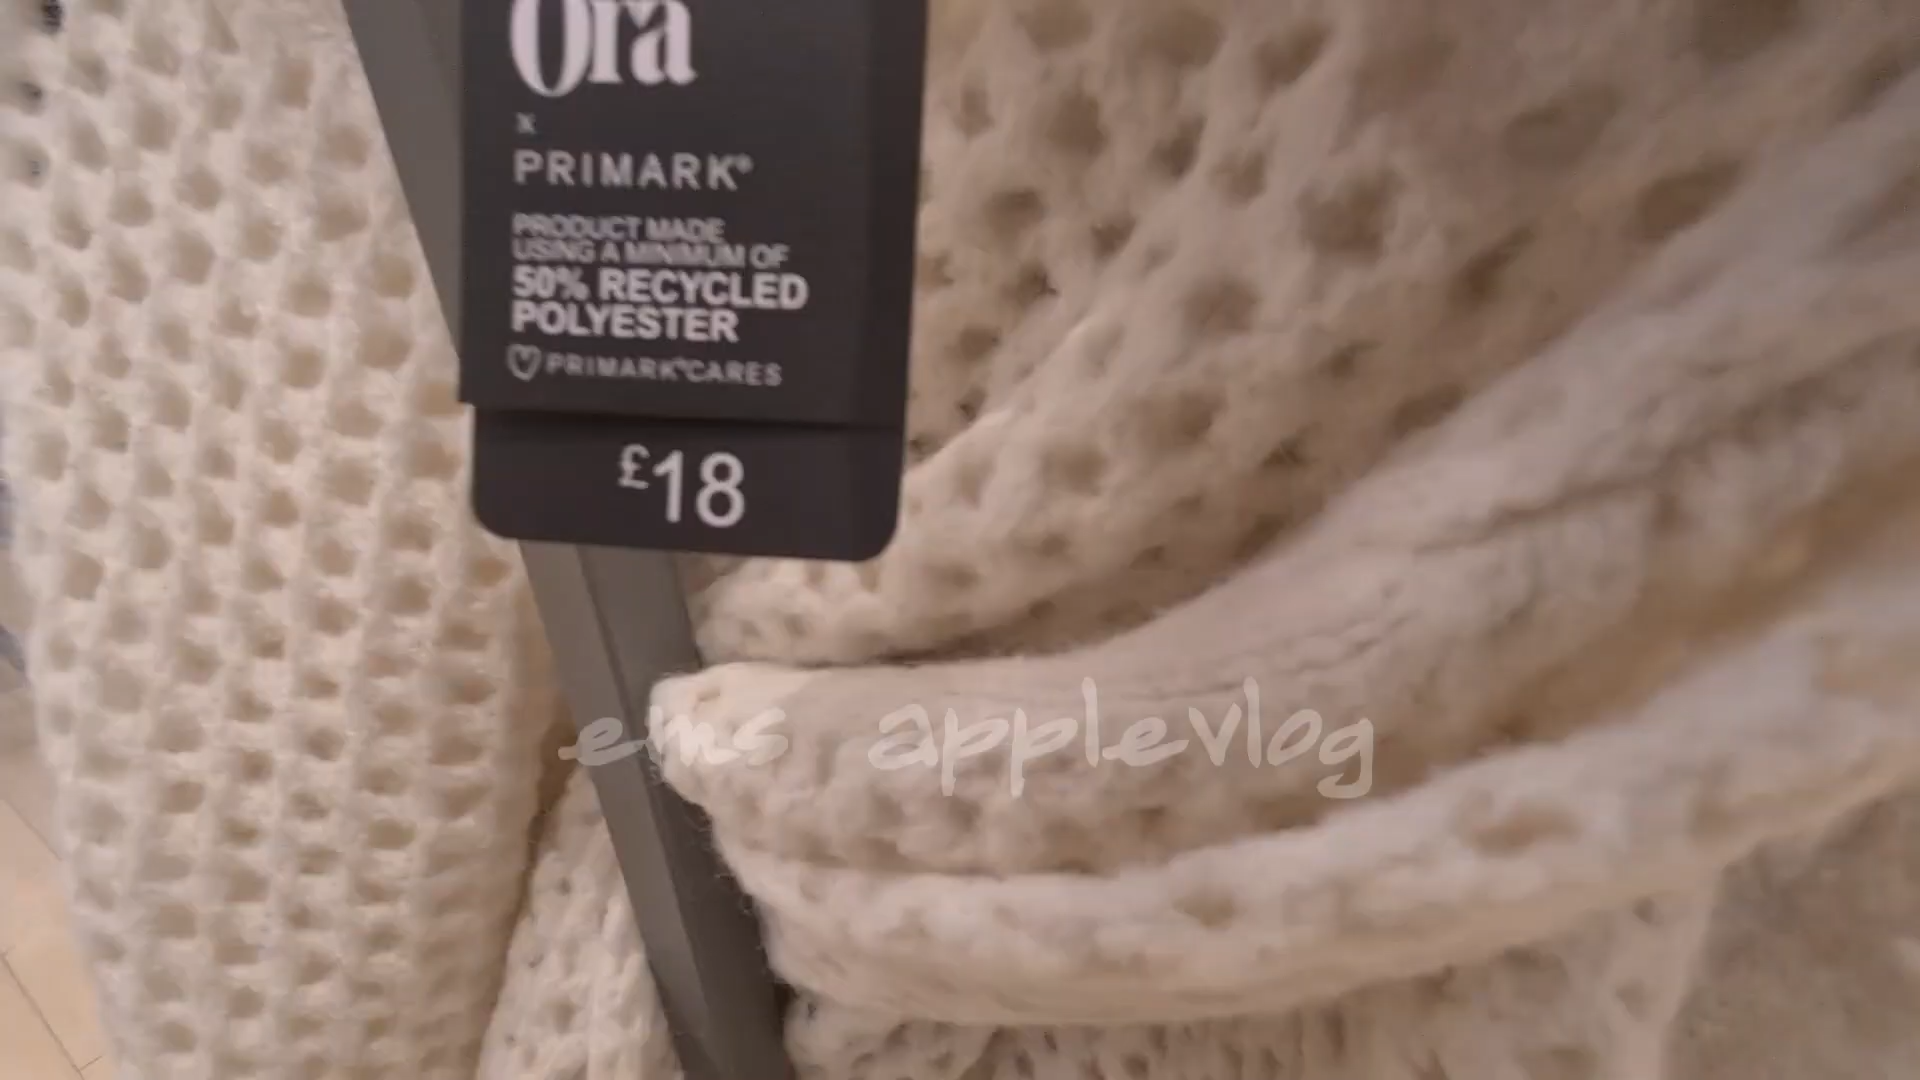 Ora
x
PRIMARK®
PRODUCT MADE
USING A MINIMUM OF
50% RECYCLED
POLYESTER
PRIMARK®CARES
£18
ems applevlog